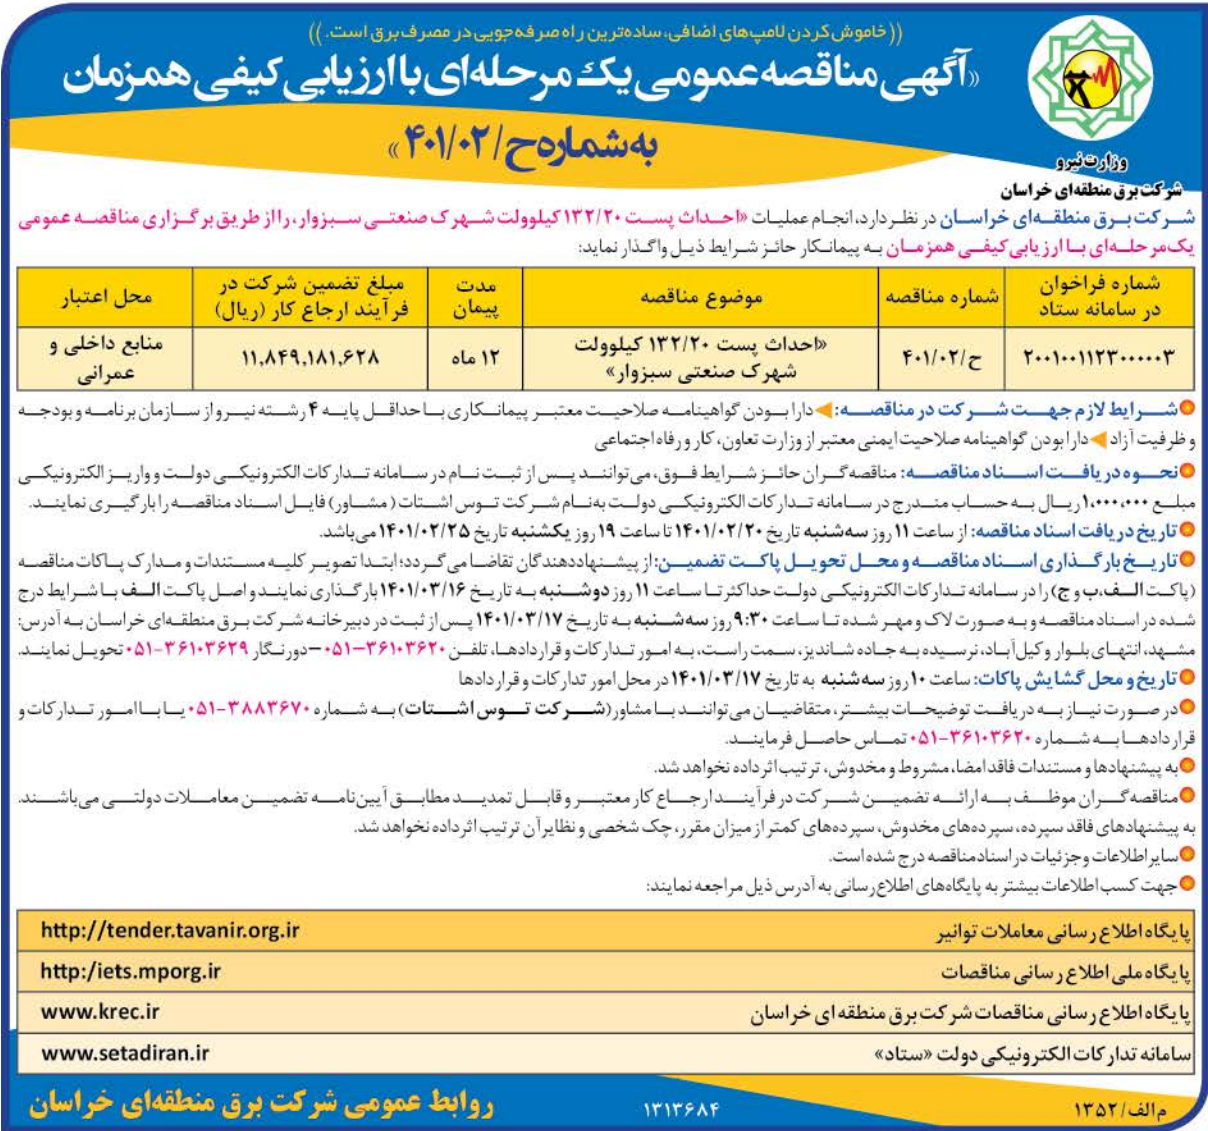 ((خاموش کردن لامپ‌های اضافی، ساده‌ترین راه صرفه جویی در مصرف برق است.))
«آگهی مناقصه عمومی یک مرحله‌ای با ارزیابی کیفی همزمان
به شماره ح/۴۰۱/۰۲»
وزارت نیرو
شرکت برق منطقه‌ای خراسان
شرکت برق منطقه‌ای خراسان در نظر دارد، انجام عملیات «احداث پست ۱۳۲/۲۰ کیلوولت شهرک صنعتی سبزوار، را از طریق برگزاری مناقصه عمومی
یک‌مرحله‌ای با ارزیابی کیفی همزمان به پیمانکار حائز شرایط ذیل واگذار نماید:
شماره فراخوان در سامانه ستاد | شماره مناقصه | موضوع مناقصه | مدت پیمان | مبلغ تضمین شرکت در فرآیند ارجاع کار (ریال) | محل اعتبار
۲۰۰۱۰۰۱۱۲۳۰۰۰۰۰۳ | ح/۴۰۱/۰۲ | «احداث پست ۱۳۲/۲۰ کیلوولت شهرک صنعتی سبزوار» | ۱۲ ماه | ۱۱,۸۴۹,۱۸۱,۶۲۸ | منابع داخلی و عمرانی
شرایط لازم جهت شرکت در مناقصه: دارا بودن گواهینامه صلاحیت معتبر پیمانکاری با حداقل پایه ۴ رشته نیرو از سازمان برنامه و بودجه
و ظرفیت آزاد دارا بودن گواهینامه صلاحیت ایمنی معتبر از وزارت تعاون، کار و رفاه اجتماعی
نحوه دریافت اسناد مناقصه: مناقصه گران حائز شرایط فوق، می‌توانند پس از ثبت نام در سامانه تدارکات الکترونیکی دولت و واریز الکترونیکی
مبلغ ۱,۰۰۰,۰۰۰ ریال به حساب مندرج در سامانه تدارکات الکترونیکی دولت به‌نام شرکت توس اشتات (مشاور) فایل اسناد مناقصه را بارگیری نمایند.
تاریخ دریافت اسناد مناقصه: از ساعت ۱۱ روز سه‌شنبه تاریخ ۱۴۰۱/۰۲/۲۰ تا ساعت ۱۹ روز یکشنبه تاریخ ۱۴۰۱/۰۲/۲۵ می‌باشد.
تاریخ بارگذاری اسناد مناقصه و محل تحویل پاکت تضمین: از پیشنهاددهندگان تقاضا می‌گردد؛ ابتدا تصویر کلیه مستندات و مدارک پاکات مناقصه
(پاکت الف، ب و ج) را در سامانه تدارکات الکترونیکی دولت حداکثر تا ساعت ۱۱ روز دوشنبه به تاریخ ۱۴۰۱/۰۳/۱۶ بارگذاری نمایند و اصل پاکت الف با شرایط درج
شده در اسناد مناقصه و به صورت لاک و مهر شده تا ساعت ۹:۳۰ روز سه‌شنبه به تاریخ ۱۴۰۱/۰۳/۱۷ پس از ثبت در دبیرخانه شرکت برق منطقه‌ای خراسان به آدرس:
مشهد، انتهای بلوار وکیل آباد، نرسیده به جاده شاندیز، سمت راست، به امور تدارکات و قراردادها، تلفن ۰۵۱-۳۶۱۰۳۶۲۰-دورنگار ۰۵۱-۳۶۱۰۳۶۲۹ تحویل نمایند.
تاریخ و محل گشایش پاکات: ساعت ۱۰ روز سه‌شنبه به تاریخ ۱۴۰۱/۰۳/۱۷ در محل امور تدارکات و قراردادها
در صورت نیاز به دریافت توضیحات بیشتر، متقاضیان می‌توانند با مشاور (شرکت توس اشتات) به شماره ۰۵۱-۳۸۸۳۶۷۰ یا با امور تدارکات و
قراردادها به شماره ۰۵۱-۳۶۱۰۳۶۲۰ تماس حاصل فرمایند.
به پیشنهادها و مستندات فاقد امضا، مشروط و مخدوش، ترتیب اثر داده نخواهد شد.
مناقصه گران موظف به ارائه تضمین شرکت در فرآیند ارجاع کار معتبر و قابل تمدید مطابق آیین‌نامه تضمین معاملات دولتی می‌باشند.
به پیشنهادهای فاقد سپرده، سپرده‌های مخدوش، سپرده‌های کمتر از میزان مقرر، چک شخصی و نظایر آن ترتیب اثر داده نخواهد شد.
سایر اطلاعات و جزئیات در اسناد مناقصه درج شده است.
جهت کسب اطلاعات بیشتر به پایگاه‌های اطلاع رسانی به آدرس ذیل مراجعه نمایند:
پایگاه اطلاع رسانی معاملات توانیر http://tender.tavanir.org.ir
پایگاه ملی اطلاع رسانی مناقصات http:/iets.mporg.ir
پایگاه اطلاع رسانی مناقصات شرکت برق منطقه ای خراسان www.krec.ir
سامانه تدارکات الکترونیکی دولت «ستاد» www.setadiran.ir
م الف/۱۳۵۲ ۱۳۱۳۶۸۴ روابط عمومی شرکت برق منطقه‌ای خراسان